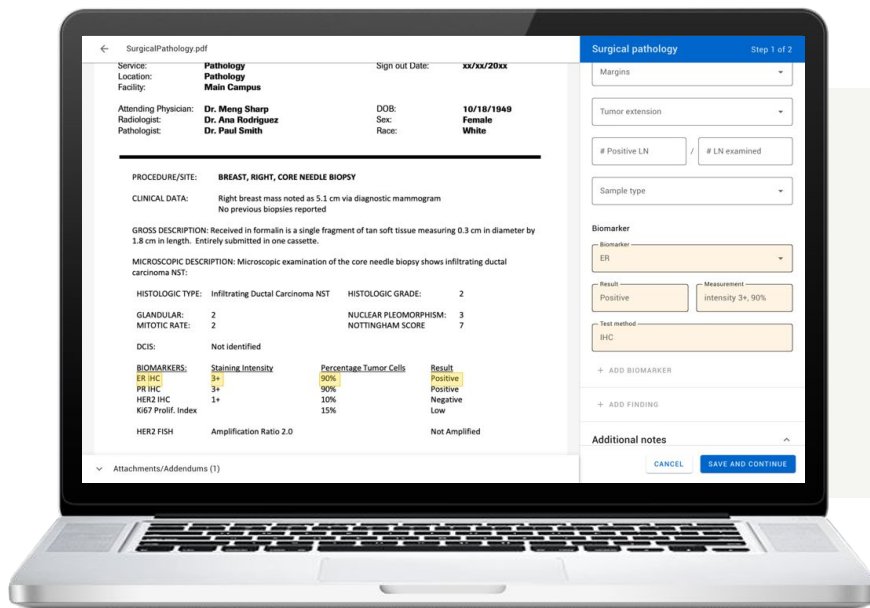 ← SurgicalPathology.pdf
Service: Pathology Sign out Date: xx/xx/20xx
Location: Pathology
Facility: Main Campus
Attending Physician: Dr. Meng Sharp DOB: 10/18/1949
Radiologist: Dr. Ana Rodriguez Sex: Female
Pathologist: Dr. Paul Smith Race: White
PROCEDURE/SITE: BREAST, RIGHT, CORE NEEDLE BIOPSY
CLINICAL DATA: Right breast mass noted as 5.1 cm via diagnostic mammogram
No previous biopsies reported
GROSS DESCRIPTION: Received in formalin is a single fragment of tan soft tissue measuring 0.3 cm in diameter by
1.8 cm in length. Entirely submitted in one cassette.
MICROSCOPIC DESCRIPTION: Microscopic examination of the core needle biopsy shows infiltrating ductal
carcinoma NST:
HISTOLOGIC TYPE: Infiltrating Ductal Carcinoma NST HISTOLOGIC GRADE: 2
GLANDULAR: 2 NUCLEAR PLEOMORPHISM: 3
MITOTIC RATE: 2 NOTTINGHAM SCORE 7
DCIS: Not identified
BIOMARKERS: Staining Intensity Percentage Tumor Cells Result
ER IHC 3+ 90% Positive
PR IHC 3+ 90% Positive
HER2 IHC 1+ 10% Negative
Ki67 Prolif. Index 15% Low
HER2 FISH Amplification Ratio 2.0 Not Amplified
Attachments/Addendums (1)
Surgical pathology Step 1 of 2
Margins
Tumor extension
# Positive LN / # LN examined
Sample type
Biomarker
Biomarker
ER
Result Measurement
Positive intensity 3+, 90%
Test method
IHC
+ ADD BIOMARKER
+ ADD FINDING
Additional notes
CANCEL SAVE AND CONTINUE